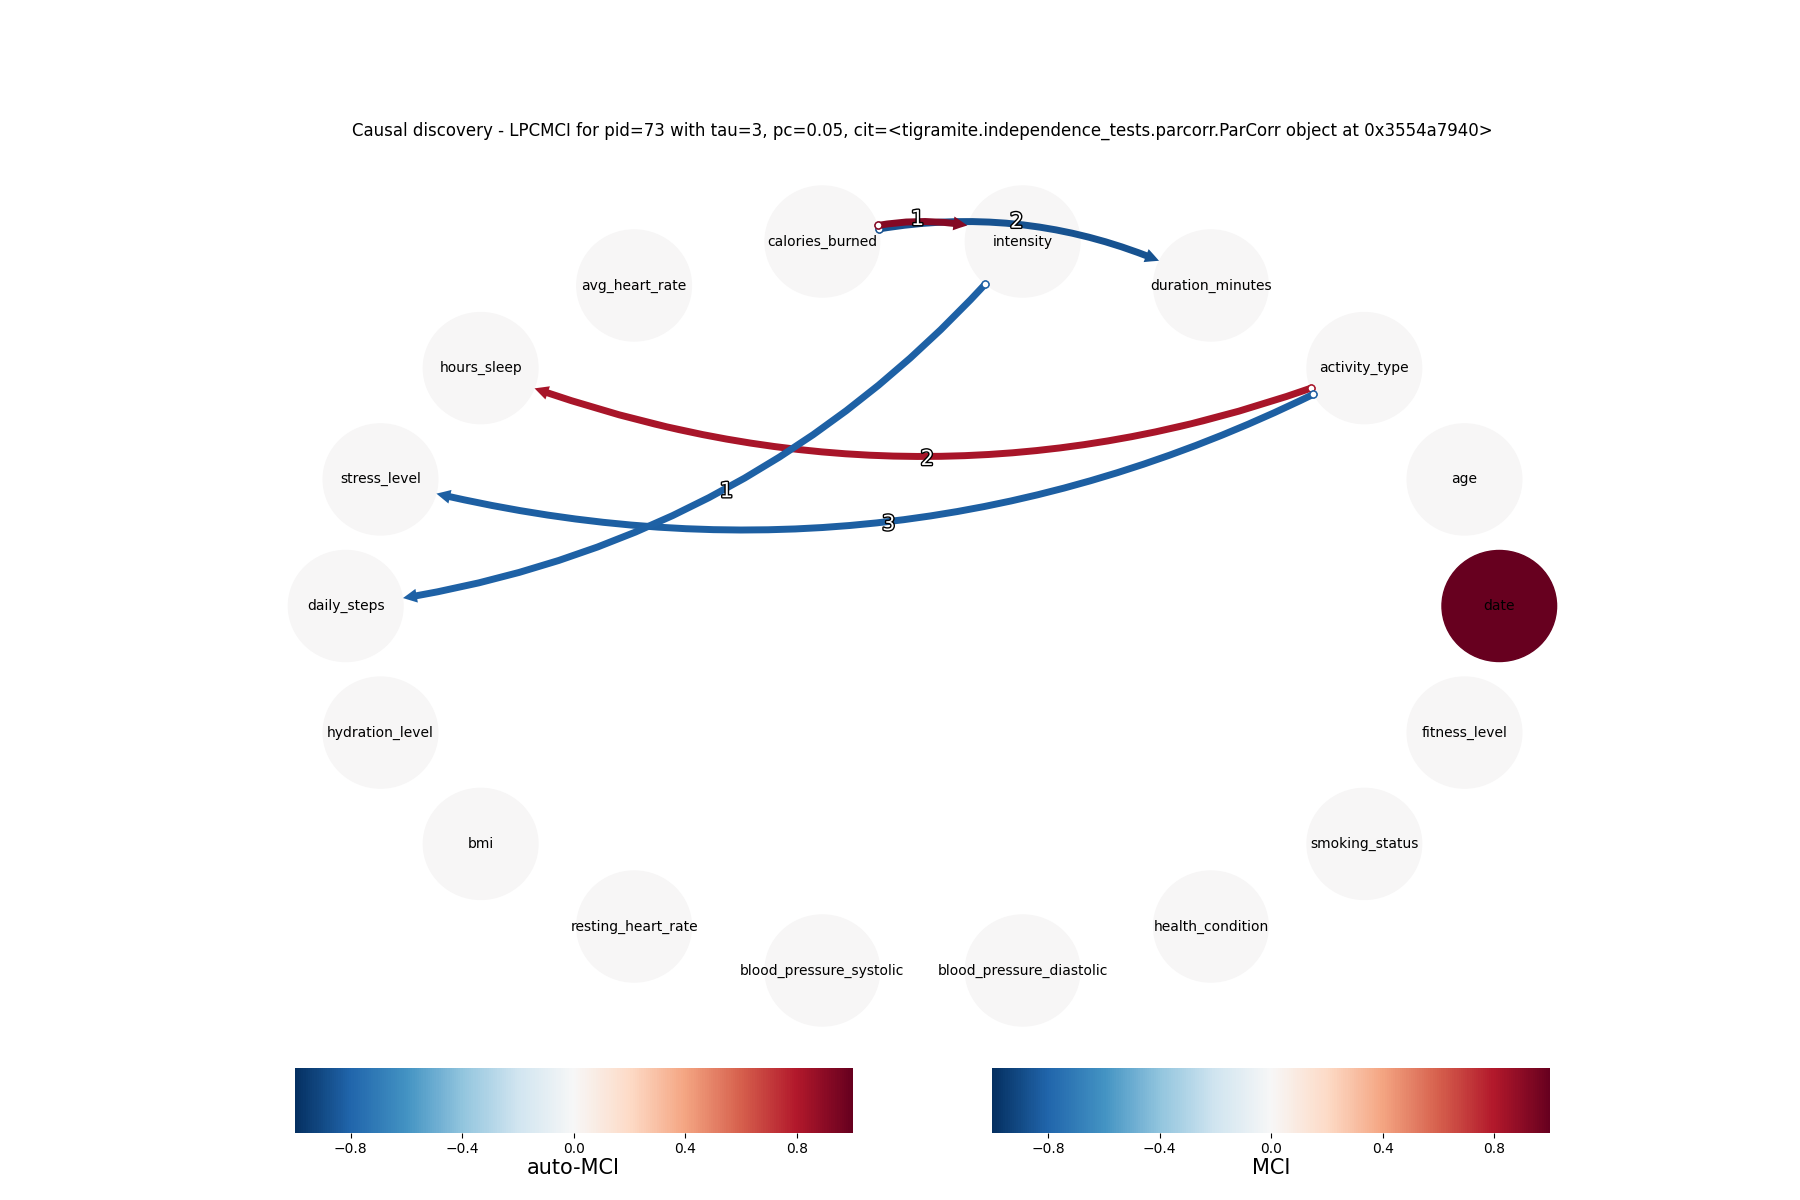 Causal discovery - LPCMCI for pid=73 with tau=3, pc=0.05, cit=<tigramite.independence_tests.parcorr.ParCorr object at 0x3554a7940>
1
2
calories_burned
intensity
avg_heart_rate
duration_minutes
hours_sleep
activity_type
2
stress_level
age
1
3
daily_steps
date
hydration_level
fitness_level
bmi
smoking_status
resting_heart_rate
health_condition
blood_pressure_systolic
blood_pressure_diastolic
−0.8 −0.4 0.0 0.4 0.8
auto-MCI
−0.8 −0.4 0.0 0.4 0.8
MCI